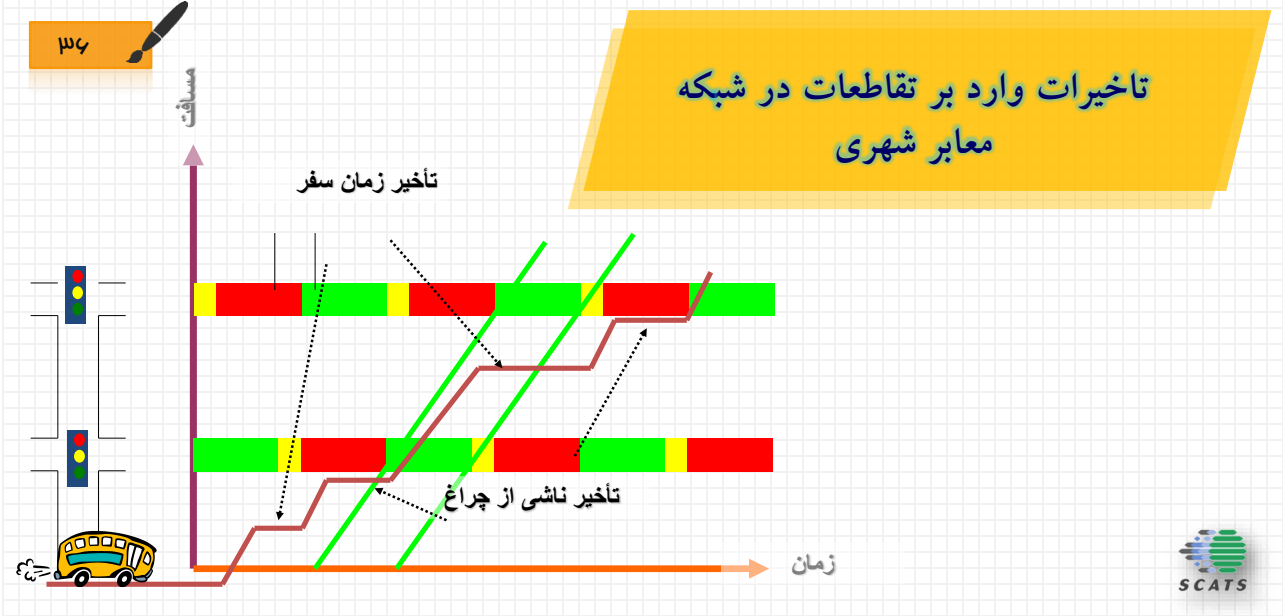 ۳۶
تاخیرات وارد بر تقاطعات در شبکه
معابر شهری
مسافت
تأخیر زمان سفر
تأخیر ناشی از چراغ
زمان
SCATS